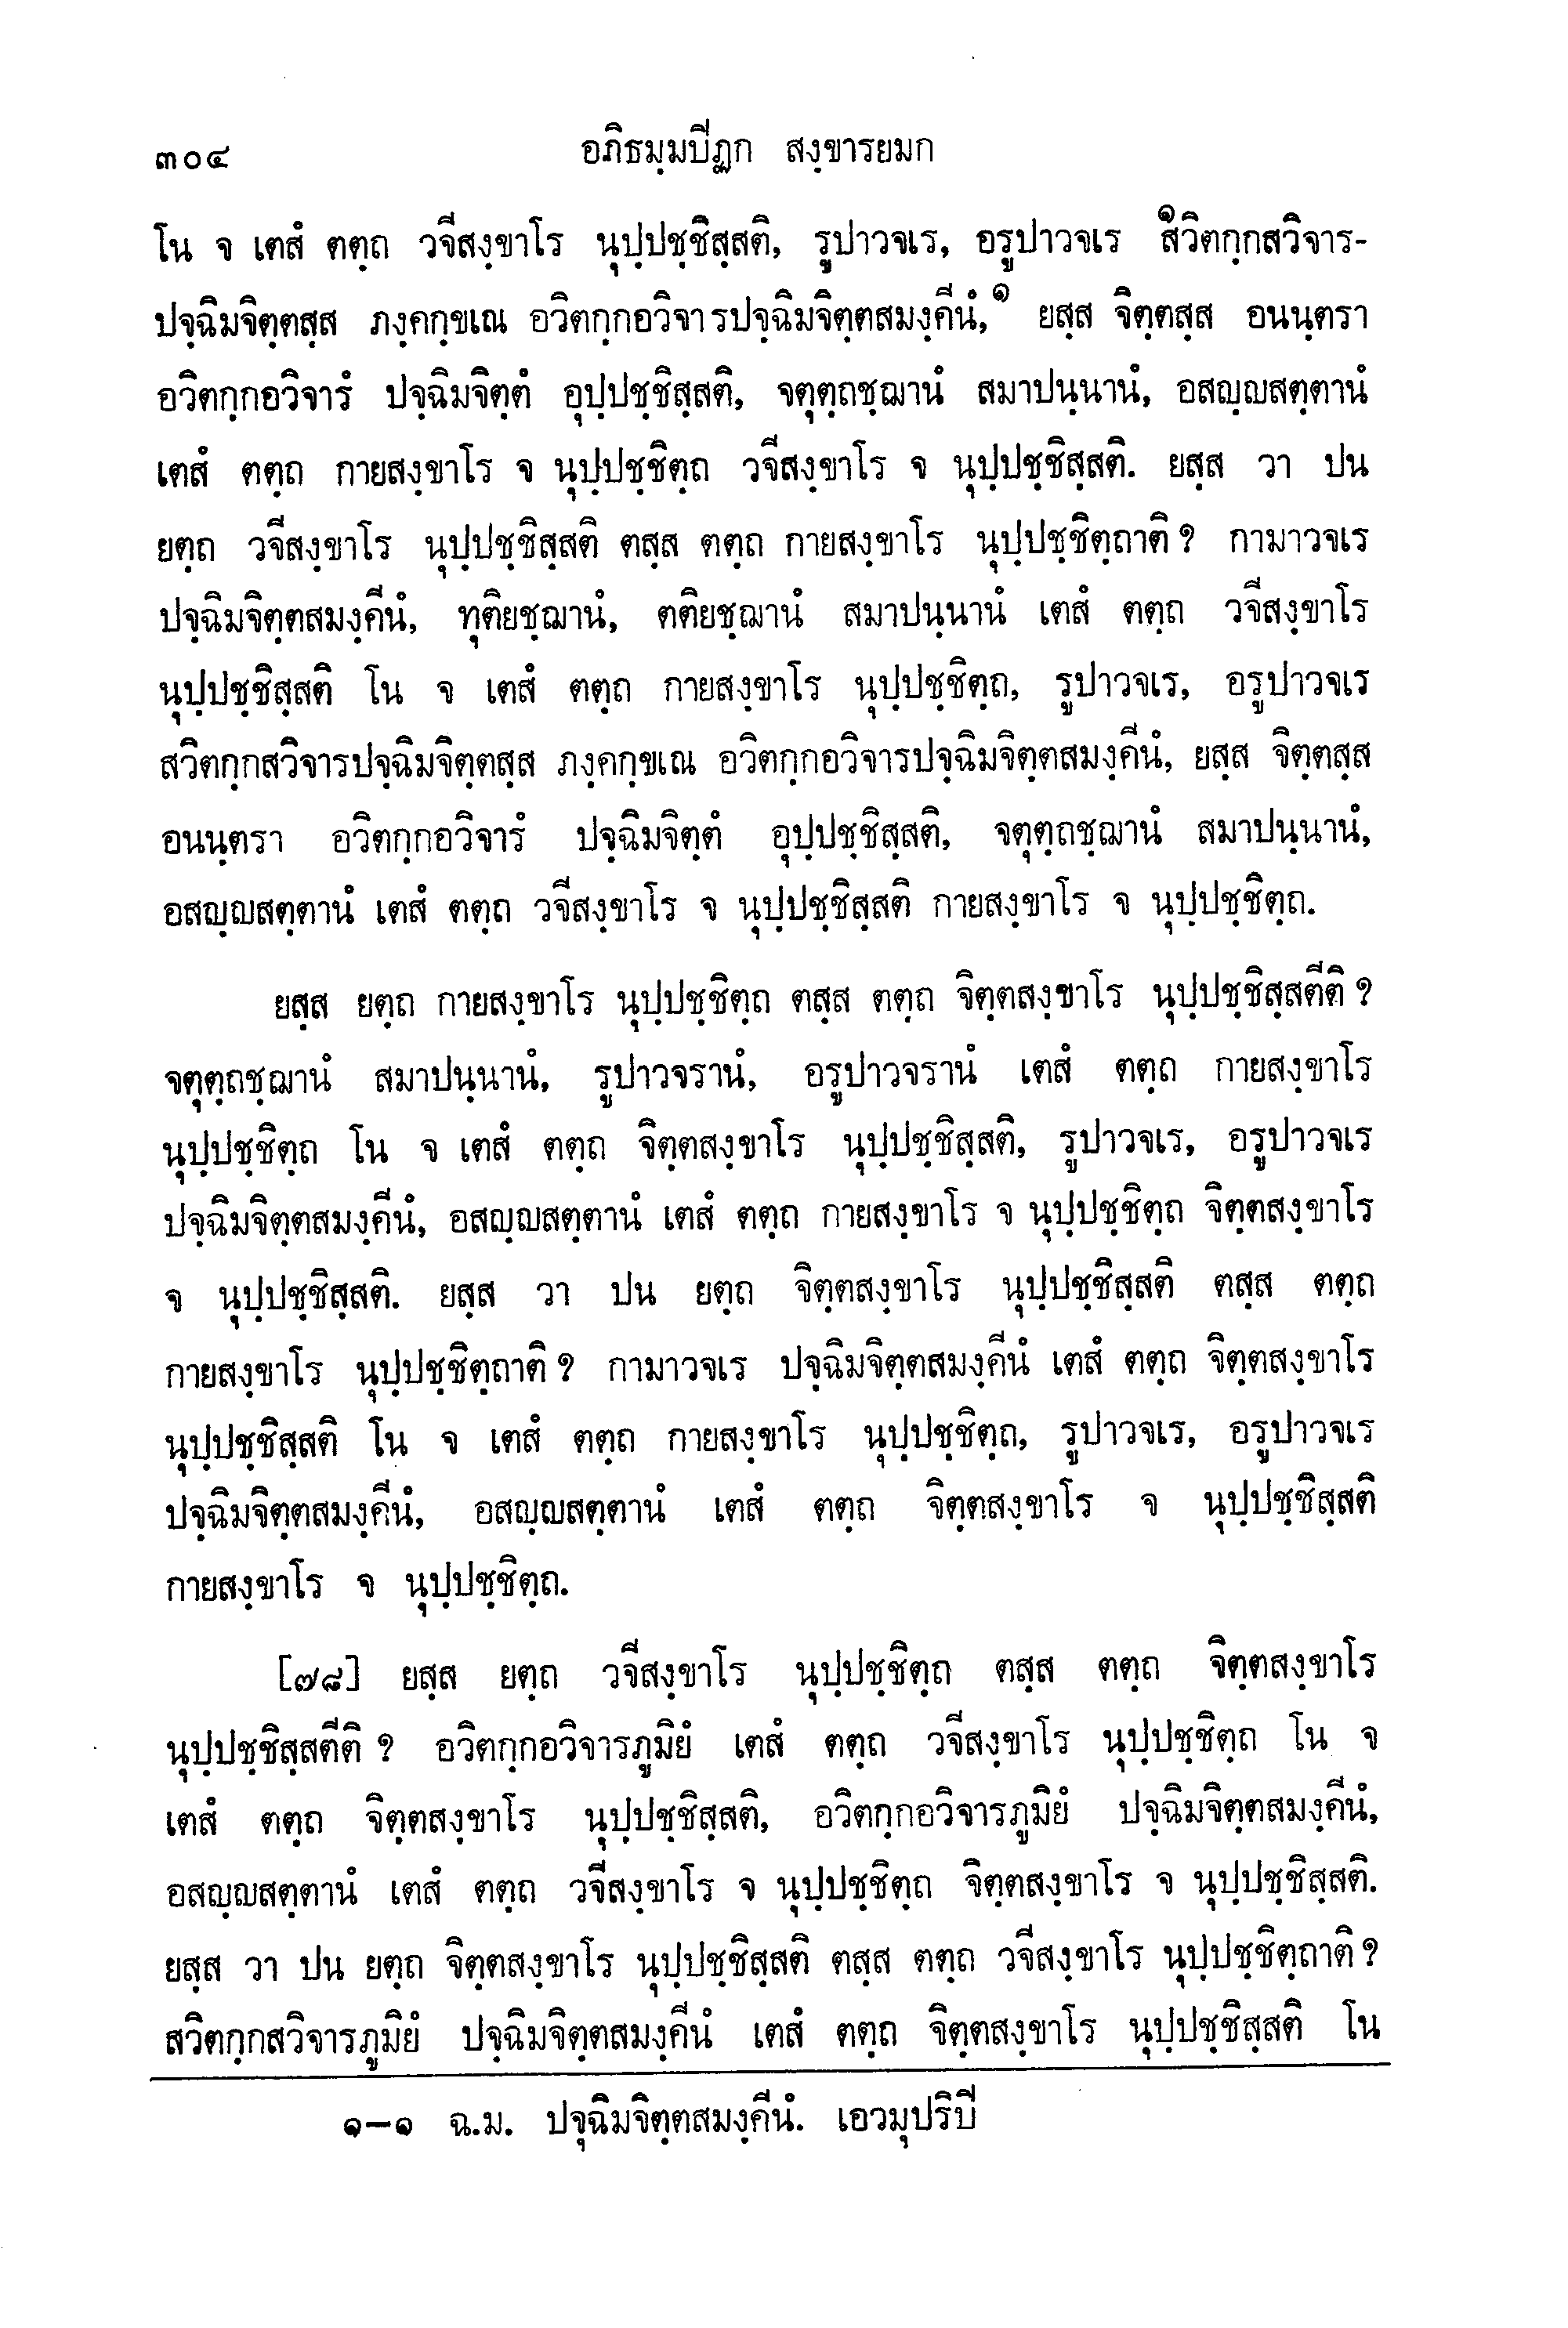 ๓๐๔ อภิธมฺมปีฏก สงฺขารยมก
โน จ เตสํ ตตฺถ วจีสงฺขาโร นุปฺปชฺชิสฺสติ, รูปาวจเร, อรูปาวจเร ๑สวิตกฺกสวิจาร-
ปจฺฉิมจิตฺตสฺส ภงฺคกฺขเณ อวิตกฺกอวิจารปจฺฉิมจิตฺตสมงฺคีนํ,๑ ยสฺส จิตฺตสฺส อนนฺตรา
อวิตกฺกอวิจารํ ปจฺฉิมจิตฺตํ อุปฺปชฺชิสฺสติ, จตุตฺถชฺฌานํ สมาปนฺนานํ, อสญฺญสตฺตานํ
เตสํ ตตฺถ กายสงฺขาโร จ นุปฺปชฺชิตฺถ วจีสงฺขาโร จ นุปฺปชฺชิสฺสติ. ยสฺส วา ปน
ยตฺถ วจีสงฺขาโร นุปฺปชฺชิสฺสติ ตสฺส ตตฺถ กายสงฺขาโร นุปฺปชฺชิตฺถาติ ? กามาวจเร
ปจฺฉิมจิตฺตสมงฺคีนํ, ทุติยชฺฌานํ, ตติยชฺฌานํ สมาปนฺนานํ เตสํ ตตฺถ วจีสงฺขาโร
นุปฺปชฺชิสฺสติ โน จ เตสํ ตตฺถ กายสงฺขาโร นุปฺปชฺชิตฺถ, รูปาวจเร, อรูปาวจเร
สวิตกฺกสวิจารปจฺฉิมจิตฺตสฺส ภงฺคกฺขเณ อวิตกฺกอวิจารปจฺฉิมจิตฺตสมงฺคีนํ, ยสฺส จิตฺตสฺส
อนนฺตรา อวิตกฺกอวิจารํ ปจฺฉิมจิตฺตํ อุปฺปชฺชิสฺสติ, จตุตฺถชฺฌานํ สมาปนฺนานํ,
อสญฺญสตฺตานํ เตสํ ตตฺถ วจีสงฺขาโร จ นุปฺปชฺชิสฺสติ กายสงฺขาโร จ นุปฺปชฺชิตฺถ.
ยสฺส ยตฺถ กายสงฺขาโร นุปฺปชฺชิตฺถ ตสฺส ตตฺถ จิตฺตสงฺขาโร นุปฺปชฺชิสฺสตีติ ?
จตุตฺถชฺฌานํ สมาปนฺนานํ, รูปาวจรานํ, อรูปาวจรานํ เตสํ ตตฺถ กายสงฺขาโร
นุปฺปชฺชิตฺถ โน จ เตสํ ตตฺถ จิตฺตสงฺขาโร นุปฺปชฺชิสฺสติ, รูปาวจเร, อรูปาวจเร
ปจฺฉิมจิตฺตสมงฺคีนํ, อสญฺญสตฺตานํ เตสํ ตตฺถ กายสงฺขาโร จ นุปฺปชฺชิตฺถ จิตฺตสงฺขาโร
จ นุปฺปชฺชิสฺสติ. ยสฺส วา ปน ยตฺถ จิตฺตสงฺขาโร นุปฺปชฺชิสฺสติ ตสฺส ตตฺถ
กายสงฺขาโร นุปฺปชฺชิตฺถาติ ? กามาวจเร ปจฺฉิมจิตฺตสมงฺคีนํ เตสํ ตตฺถ จิตฺตสงฺขาโร
นุปฺปชฺชิสฺสติ โน จ เตสํ ตตฺถ กายสงฺขาโร นุปฺปชฺชิตฺถ, รูปาวจเร, อรูปาวจเร
ปจฺฉิมจิตฺตสมงฺคีนํ, อสญฺญสตฺตานํ เตสํ ตตฺถ จิตฺตสงฺขาโร จ นุปฺปชฺชิสฺสติ
กายสงฺขาโร จ นุปฺปชฺชิตฺถ.
[๗๘] ยสฺส ยตฺถ วจีสงฺขาโร นุปฺปชฺชิตฺถ ตสฺส ตตฺถ จิตฺตสงฺขาโร
นุปฺปชฺชิสฺสตีติ ? อวิตกฺกอวิจารภูมิยํ เตสํ ตตฺถ วจีสงฺขาโร นุปฺปชฺชิตฺถ โน จ
เตสํ ตตฺถ จิตฺตสงฺขาโร นุปฺปชฺชิสฺสติ, อวิตกฺกอวิจารภูมิยํ ปจฺฉิมจิตฺตสมงฺคีนํ,
อสญฺญสตฺตานํ เตสํ ตตฺถ วจีสงฺขาโร จ นุปฺปชฺชิตฺถ จิตฺตสงฺขาโร จ นุปฺปชฺชิสฺสติ.
ยสฺส วา ปน ยตฺถ จิตฺตสงฺขาโร นุปฺปชฺชิสฺสติ ตสฺส ตตฺถ วจีสงฺขาโร นุปฺปชฺชิตฺถาติ ?
สวิตกฺกสวิจารภูมิยํ ปจฺฉิมจิตฺตสมงฺคีนํ เตสํ ตตฺถ จิตฺตสงฺขาโร นุปฺปชฺชิสฺสติ โน
๑–๑ ฉ.ม. ปจฺฉิมจิตฺตสมงฺคีนํ. เอวมุปริปี